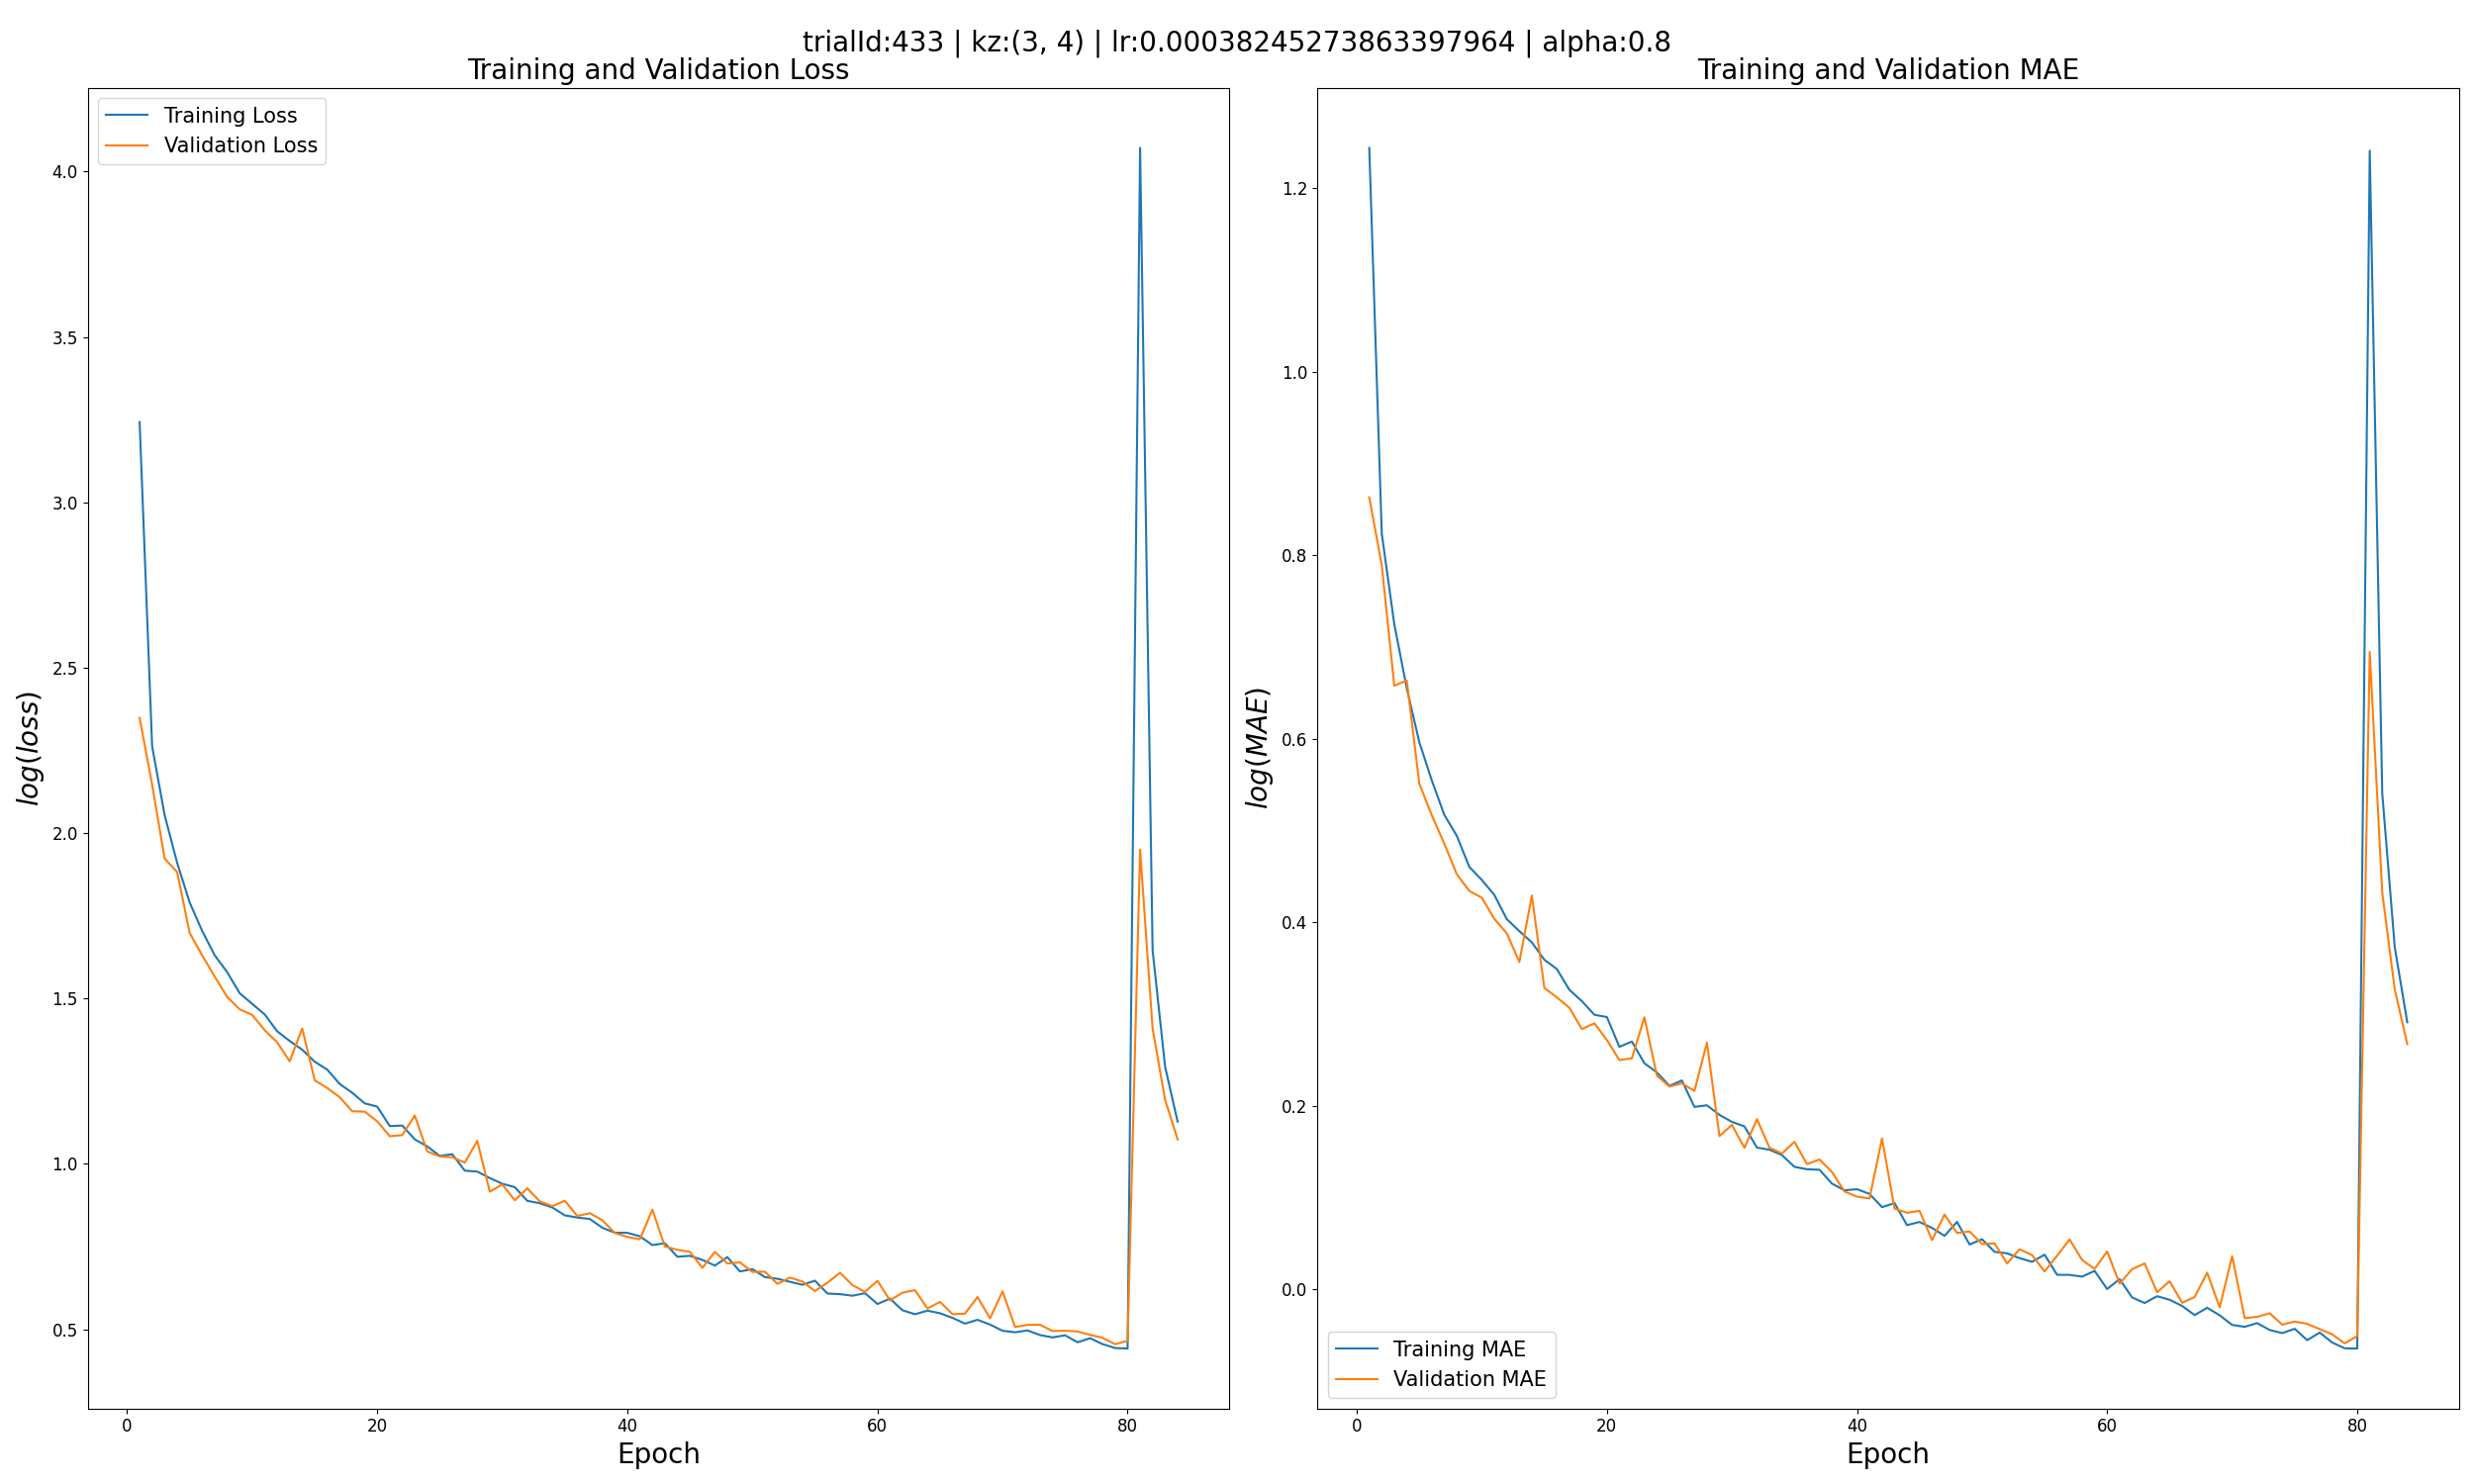 trialId:433 | kz:(3, 4) | lr:0.00038245273863397964 | alpha:0.8
Training and Validation Loss
Training Loss
Validation Loss
4.0
3.5
3.0
2.5
2.0
1.5
1.0
0.5
log(loss)
0 20 40 60 80
Epoch
Training and Validation MAE
1.2
1.0
0.8
0.6
0.4
0.2
0.0
log(MAE)
Training MAE
Validation MAE
0 20 40 60 80
Epoch